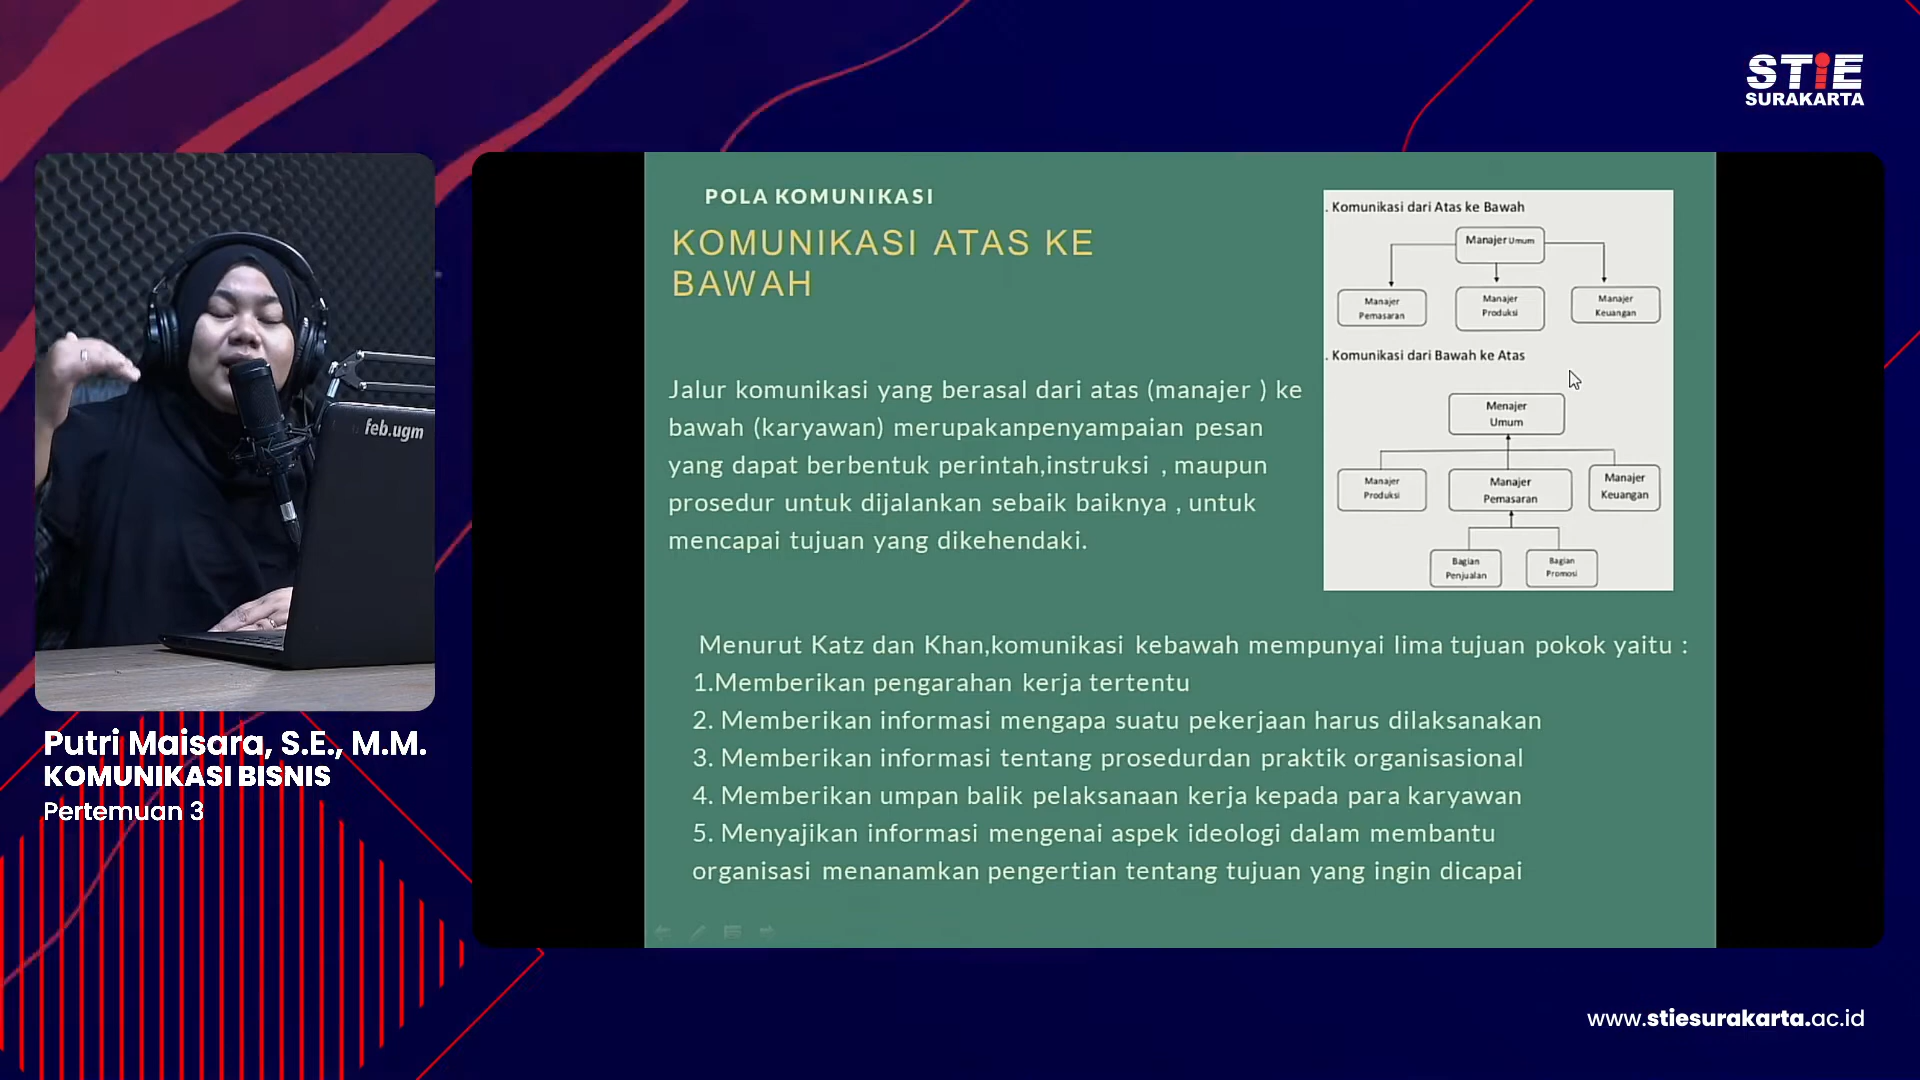 STiE
SURAKARTA
POLA KOMUNIKASI
KOMUNIKASI ATAS KE
BAWAH
Jalur komunikasi yang berasal dari atas (manajer ) ke
bawah (karyawan) merupakanpenyampaian pesan
yang dapat berbentuk perintah,instruksi , maupun
prosedur untuk dijalankan sebaik baiknya , untuk
mencapai tujuan yang dikehendaki.
. Komunikasi dari Atas ke Bawah
Manajer Umum
Manajer
Pemasaran
Manajer
Produksi
Manajer
Keuangan
. Komunikasi dari Bawah ke Atas
Menajer
Umum
Manajer
Produksi
Manajer
Pemasaran
Manajer
Keuangan
Bagian
Penjualan
Bagian
Promosi
Menurut Katz dan Khan,komunikasi kebawah mempunyai lima tujuan pokok yaitu :
1.Memberikan pengarahan kerja tertentu
2. Memberikan informasi mengapa suatu pekerjaan harus dilaksanakan
3. Memberikan informasi tentang prosedurdan praktik organisasional
4. Memberikan umpan balik pelaksanaan kerja kepada para karyawan
5. Menyajikan informasi mengenai aspek ideologi dalam membantu
organisasi menanamkan pengertian tentang tujuan yang ingin dicapai
feb.ugm
Putri Maisara, S.E., M.M.
KOMUNIKASI BISNIS
Pertemuan 3
www.stiesurakarta.ac.id